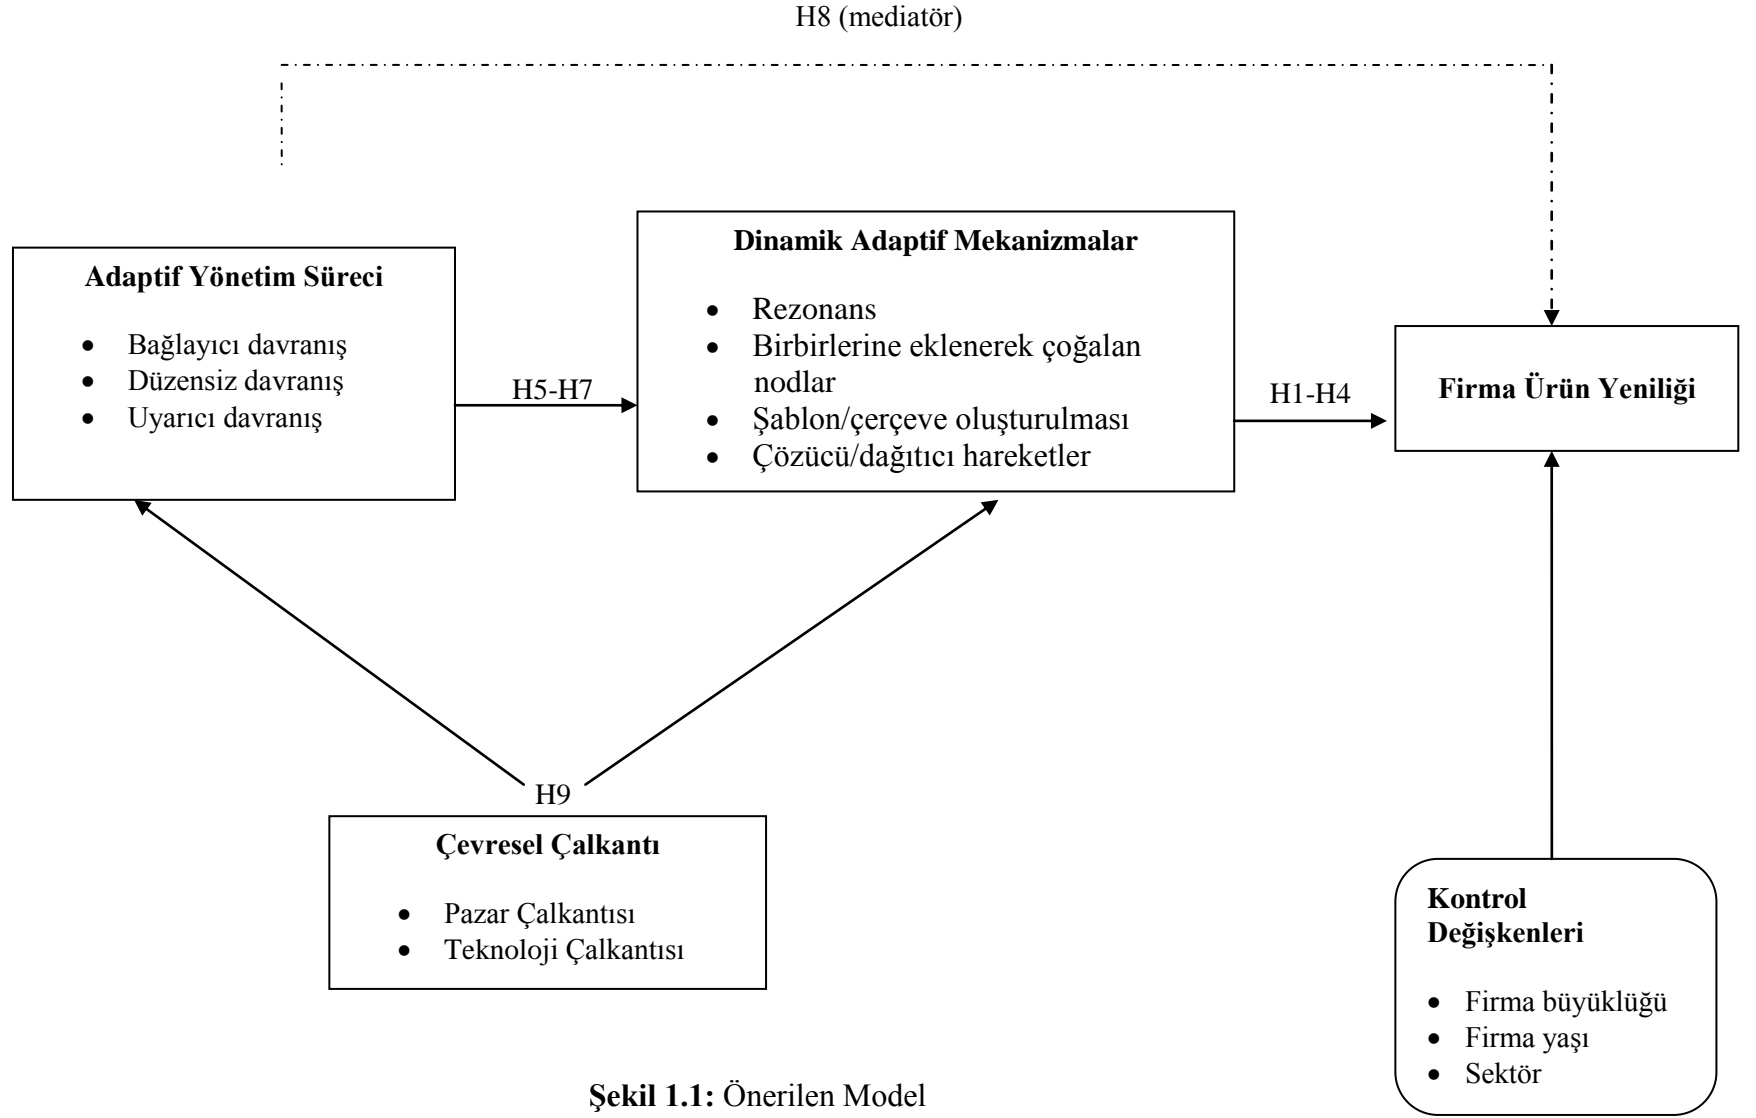 H8 (mediatör)
Adaptif Yönetim Süreci
• Bağlayıcı davranış
• Düzensiz davranış
• Uyarıcı davranış
H5-H7
Dinamik Adaptif Mekanizmalar
• Rezonans
• Birbirlerine eklenerek çoğalan
nodlar
• Şablon/çerçeve oluşturulması
• Çözücü/dağıtıcı hareketler
H1-H4
Firma Ürün Yeniliği
H9
Çevresel Çalkantı
• Pazar Çalkantısı
• Teknoloji Çalkantısı
Kontrol
Değişkenleri
• Firma büyüklüğü
• Firma yaşı
• Sektör
Şekil 1.1: Önerilen Model